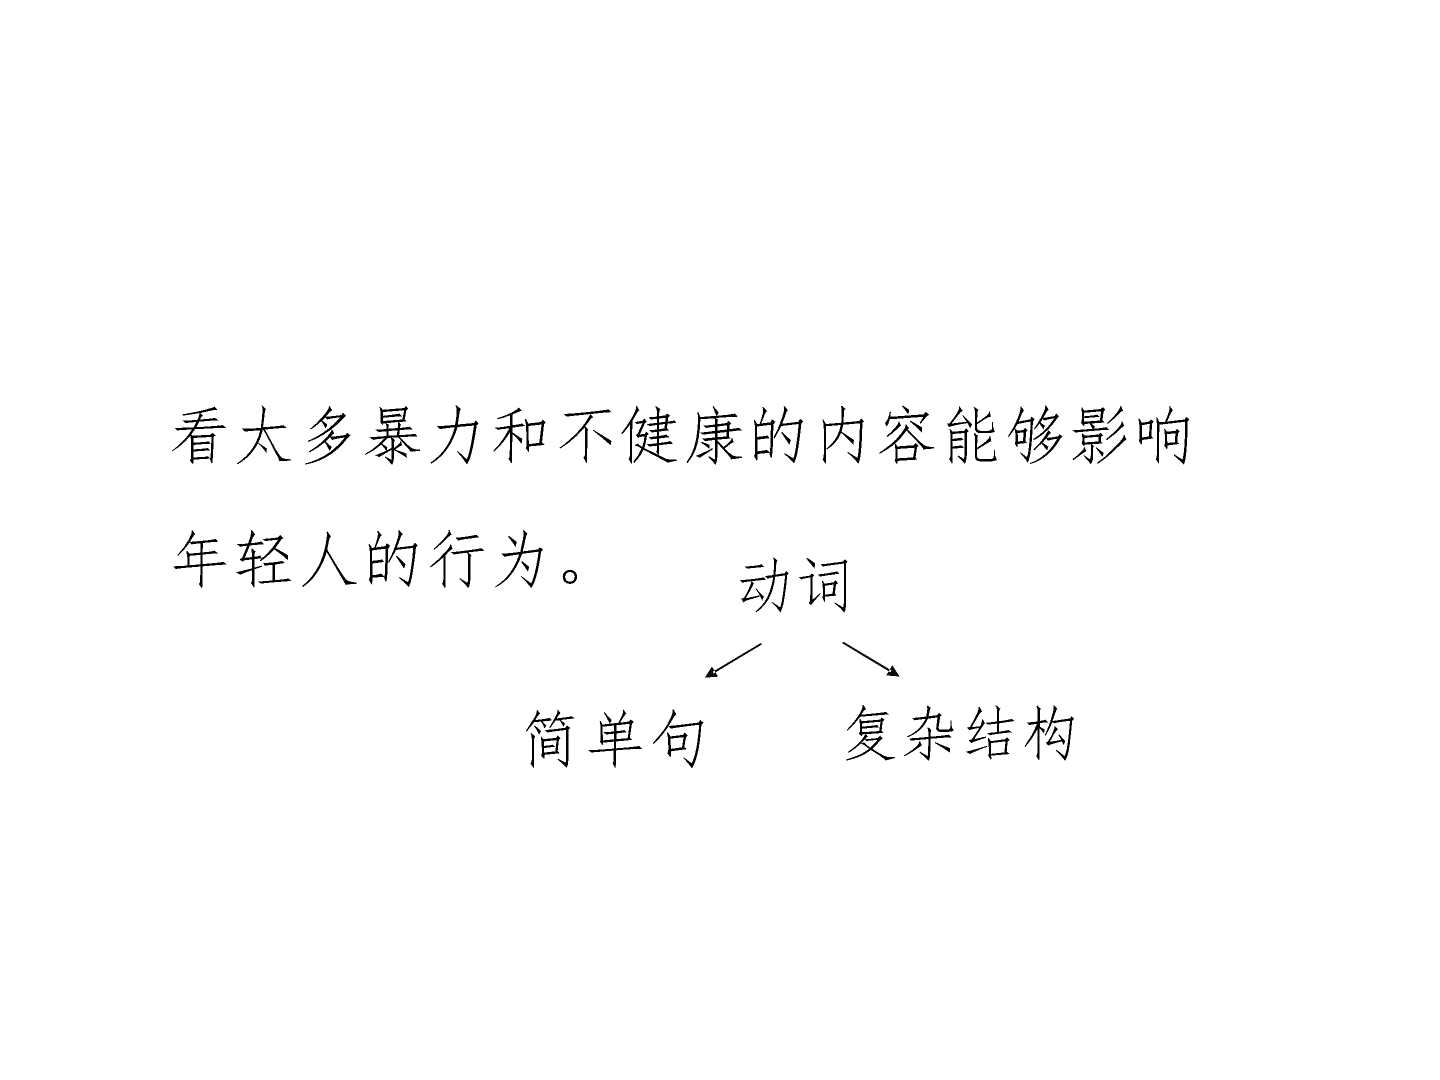 看太多暴力和不健康的内容能够影响
年轻人的行为。
动词
简单句
复杂结构